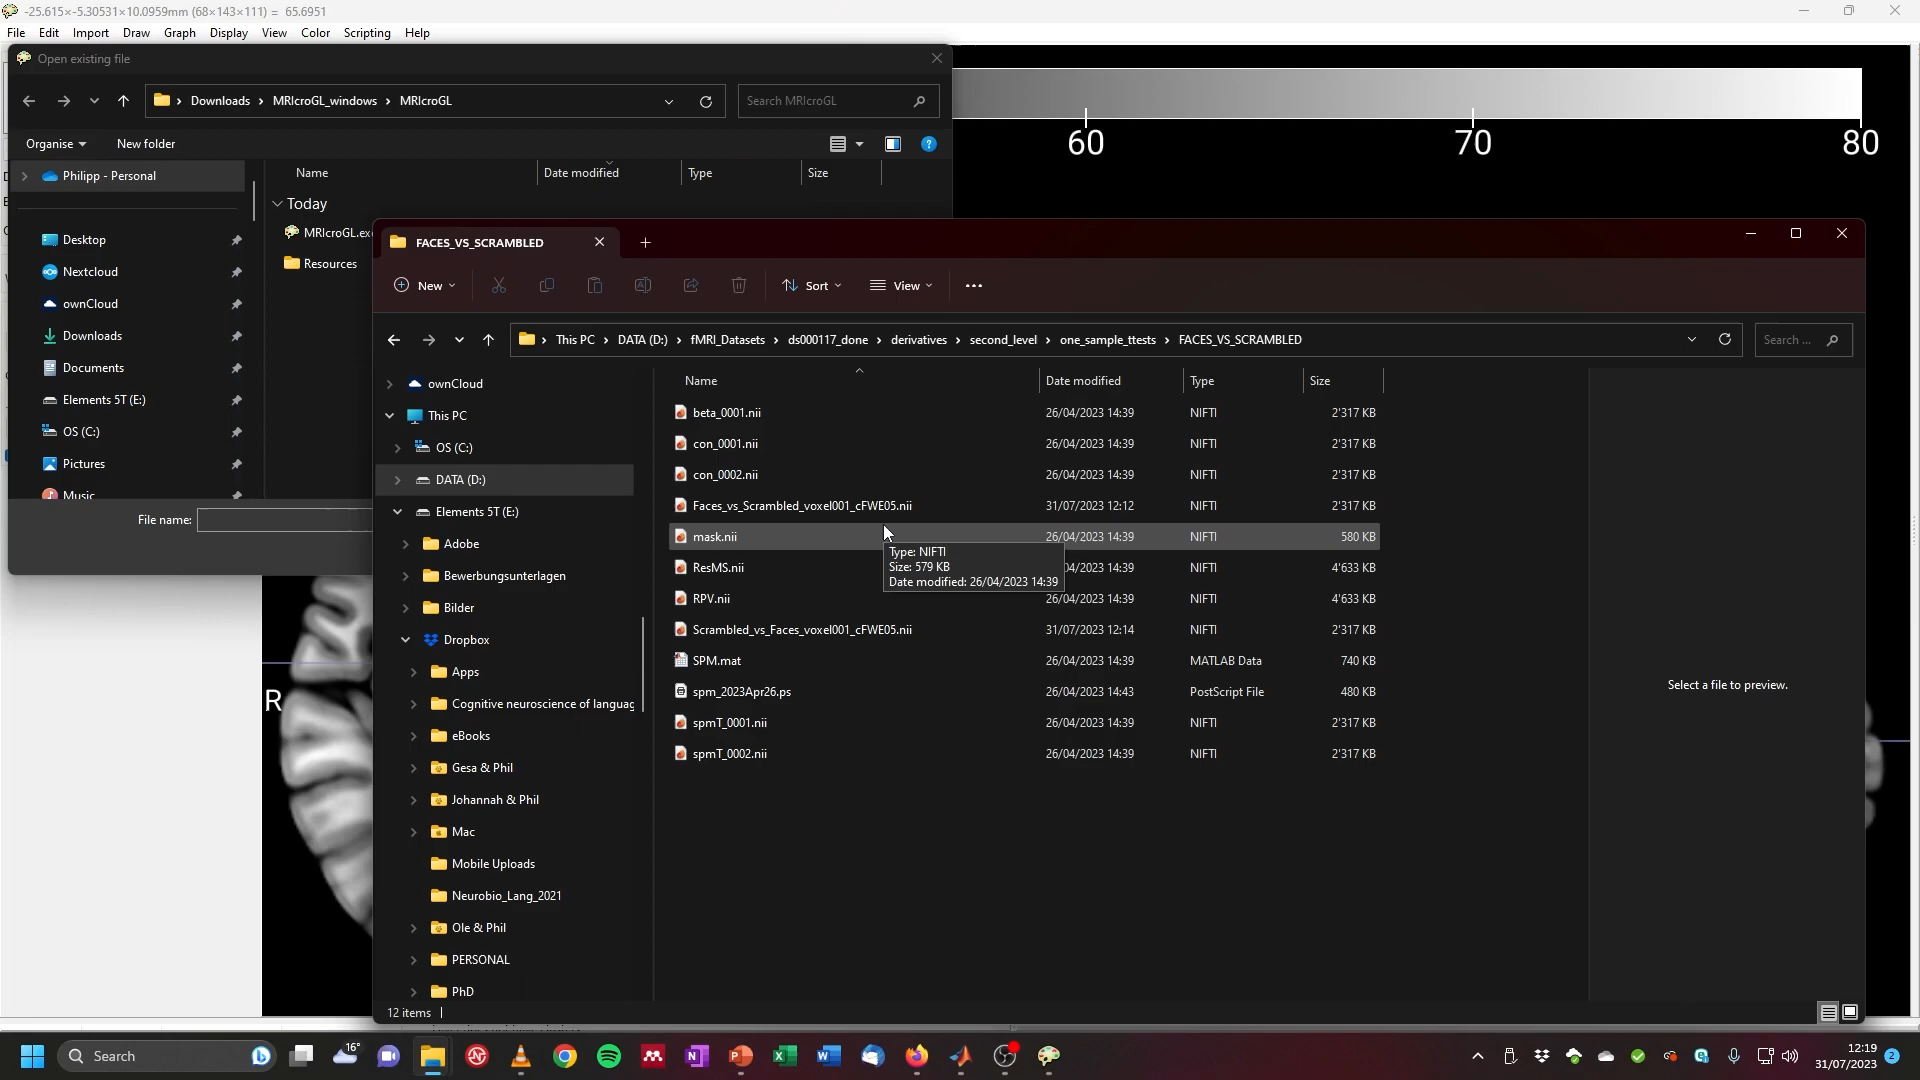 -25.615×-5.30531×10.0959mm (68×143×111) = 65.6951
File Edit Import Draw Graph Display View Color Scripting Help
Open existing file
Downloads › MRIcroGL_windows › MRIcroGL
Search MRIcroGL
Organise
New folder
Philipp - Personal
Name Date modified Type Size
Today
MRIcroGL.ex
Resources
Desktop
Nextcloud
ownCloud
Downloads
Documents
Elements 5T (E:)
OS (C:)
Pictures
Music
File name:
60 70 80
R
FACES_VS_SCRAMBLED
New
Sort
View
This PC › DATA (D:) › fMRI_Datasets › ds000117_done › derivatives › second_level › one_sample_ttests › FACES_VS_SCRAMBLED
Search ...
ownCloud
This PC
OS (C:)
DATA (D:)
Elements 5T (E:)
Adobe
Bewerbungsunterlagen
Bilder
Dropbox
Apps
Cognitive neuroscience of languag
eBooks
Gesa & Phil
Johannah & Phil
Mac
Mobile Uploads
Neurobio_Lang_2021
Ole & Phil
PERSONAL
PhD
Name Date modified Type Size
beta_0001.nii 26/04/2023 14:39 NIFTI 2'317 KB
con_0001.nii 26/04/2023 14:39 NIFTI 2'317 KB
con_0002.nii 26/04/2023 14:39 NIFTI 2'317 KB
Faces_vs_Scrambled_voxel001_cFWE05.nii 31/07/2023 12:12 NIFTI 2'317 KB
mask.nii 26/04/2023 14:39 NIFTI 580 KB
Type: NIFTI
Size: 579 KB
Date modified: 26/04/2023 14:39
ResMS.nii 04/2023 14:39 NIFTI 4'633 KB
RPV.nii 26/04/2023 14:39 NIFTI 4'633 KB
Scrambled_vs_Faces_voxel001_cFWE05.nii 31/07/2023 12:14 NIFTI 2'317 KB
SPM.mat 26/04/2023 14:39 MATLAB Data 740 KB
spm_2023Apr26.ps 26/04/2023 14:43 PostScript File 480 KB
spmT_0001.nii 26/04/2023 14:39 NIFTI 2'317 KB
spmT_0002.nii 26/04/2023 14:39 NIFTI 2'317 KB
Select a file to preview.
12 items
Search
16°
12:19
31/07/2023
2